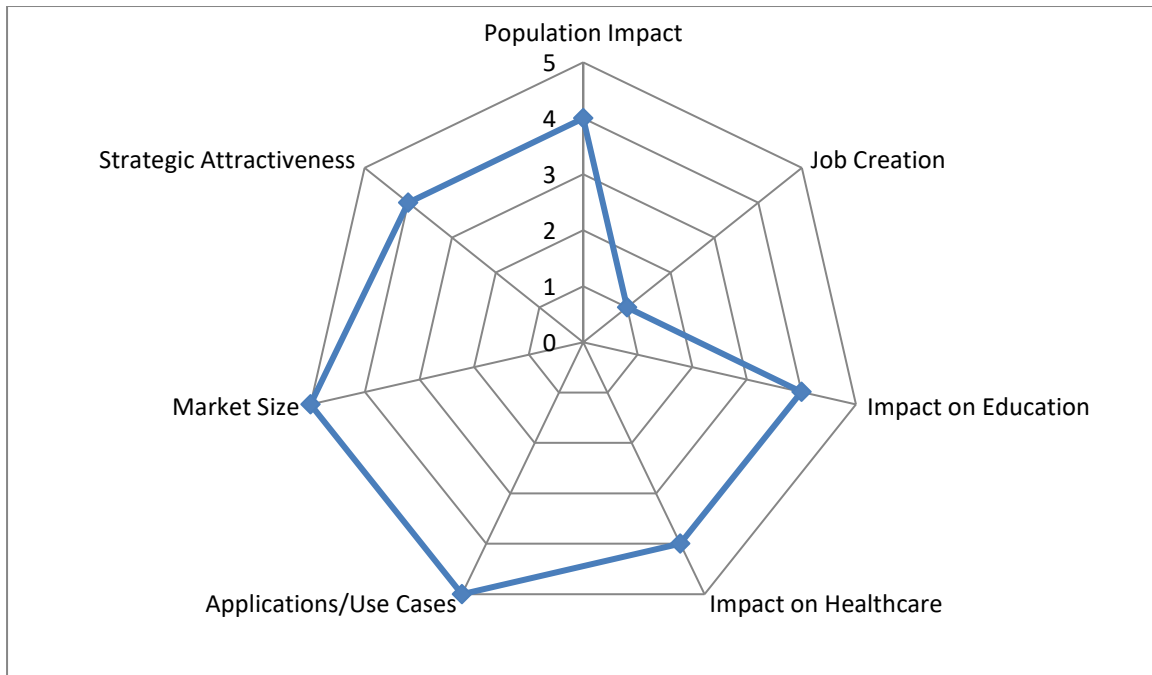 Population Impact
5
4
3
2
1
0
Job Creation
Impact on Education
Impact on Healthcare
Applications/Use Cases
Market Size
Strategic Attractiveness